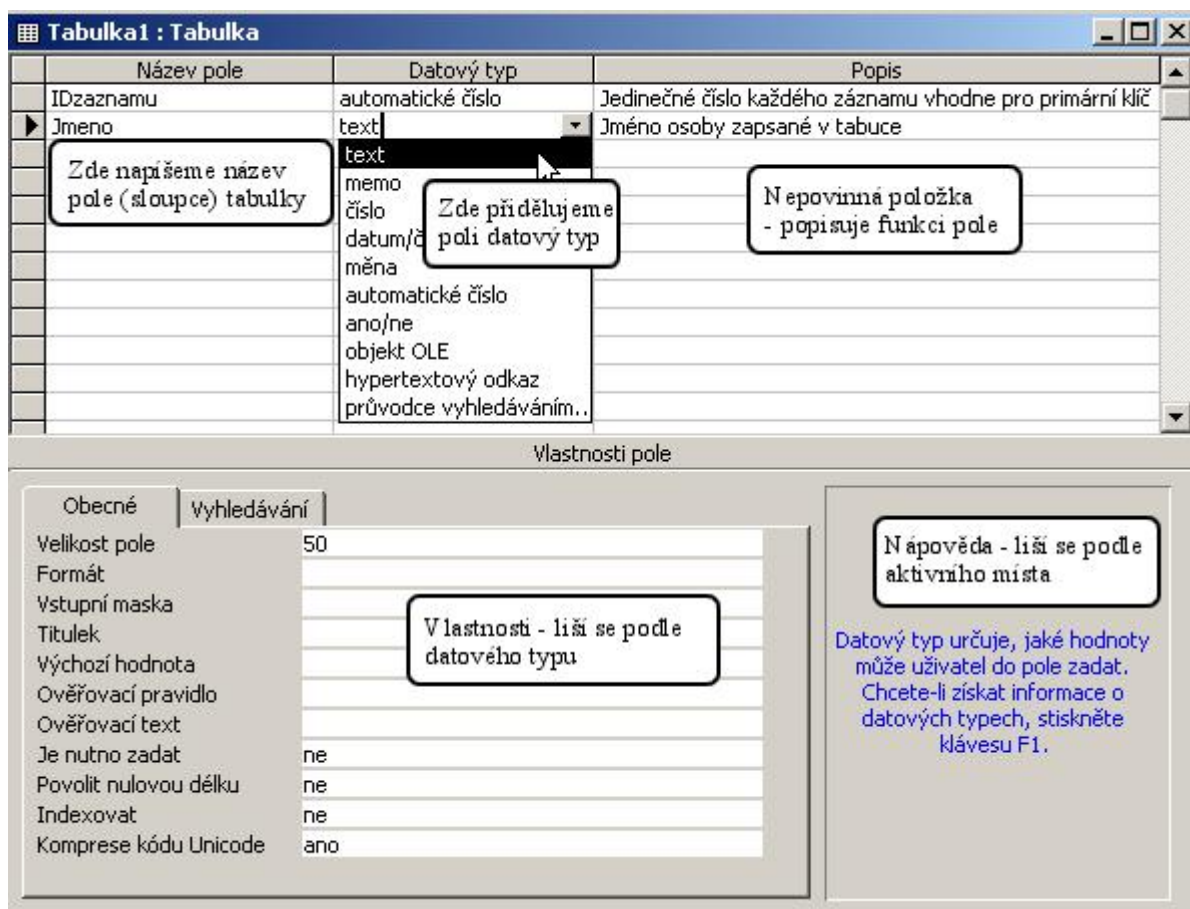 Tabulka1 : Tabulka
Název pole Datový typ Popis
IDzaznamu automatické číslo Jedinečné číslo každého záznamu vhodne pro primární klíč
Jmeno text Jméno osoby zapsané v tabuce
text
memo
číslo
datum/č
měna
automatické číslo
ano/ne
objekt OLE
hypertextový odkaz
průvodce vyhledáváním..
Zde napíšeme název
pole (sloupce) tabulky
Zde přidělujeme
poli datový typ
Nepovinná položka
- popisuje funkci pole
Vlastnosti pole
Obecné Vyhledávání
Velikost pole 50
Formát
Vstupní maska
Titulek
Výchozí hodnota
Ověřovací pravidlo
Ověřovací text
Je nutno zadat ne
Povolit nulovou délku ne
Indexovat ne
Komprese kódu Unicode ano
Vlastnosti - liší se podle
datového typu
Nápověda - liší se podle
aktivního místa
Datový typ určuje, jaké hodnoty
může uživatel do pole zadat.
Chcete-li získat informace o
datových typech, stiskněte
klávesu F1.